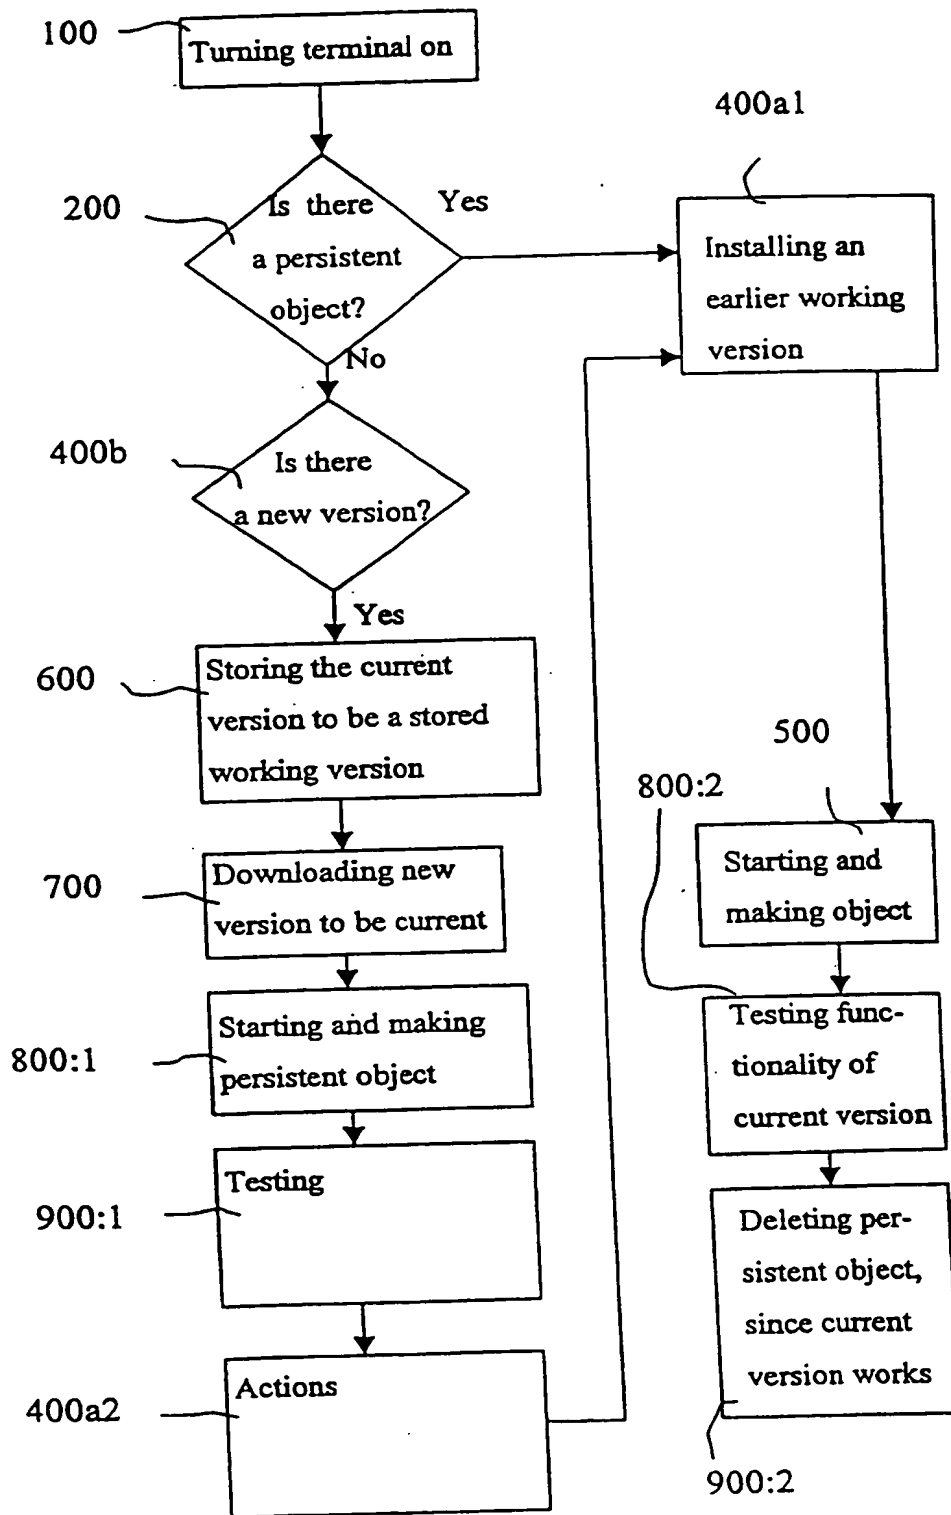 100
Turning terminal on
200
Is there
a persistent
object?
Yes
No
400a1
Installing an
earlier working
version
400b
Is there
a new version?
Yes
600
Storing the current
version to be a stored
working version
700
Downloading new
version to be current
800:1
Starting and making
persistent object
900:1
Testing
400a2
Actions
500
Starting and
making object
800:2
Testing func-
tionality of
current version
Deleting per-
sistent object,
since current
version works
900:2